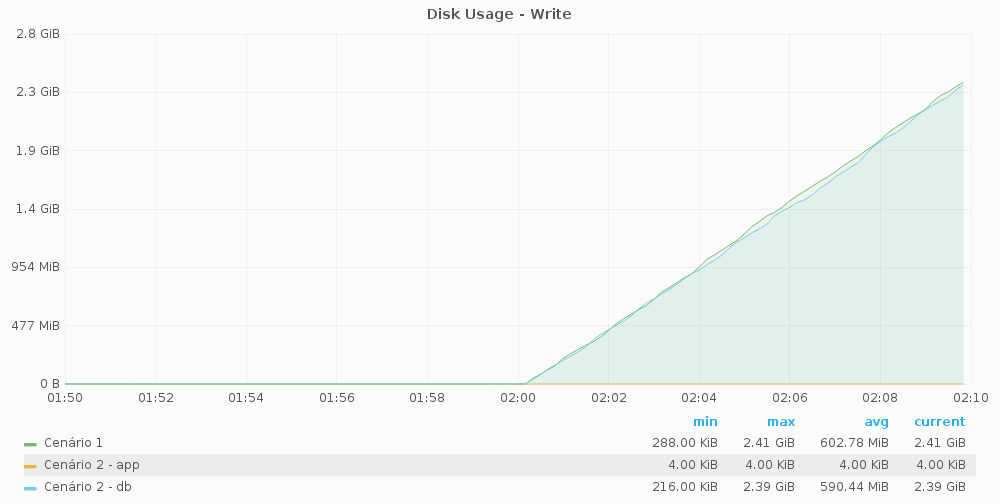 Disk Usage - Write
2.8 GiB
2.3 GiB
1.9 GiB
1.4 GiB
954 MiB
477 MiB
0 B
01:50 01:52 01:54 01:56 01:58 02:00 02:02 02:04 02:06 02:08 02:10
min max avg current
Cenário 1 288.00 KiB 2.41 GiB 602.78 MiB 2.41 GiB
Cenário 2 - app 4.00 KiB 4.00 KiB 4.00 KiB 4.00 KiB
Cenário 2 - db 216.00 KiB 2.39 GiB 590.44 MiB 2.39 GiB